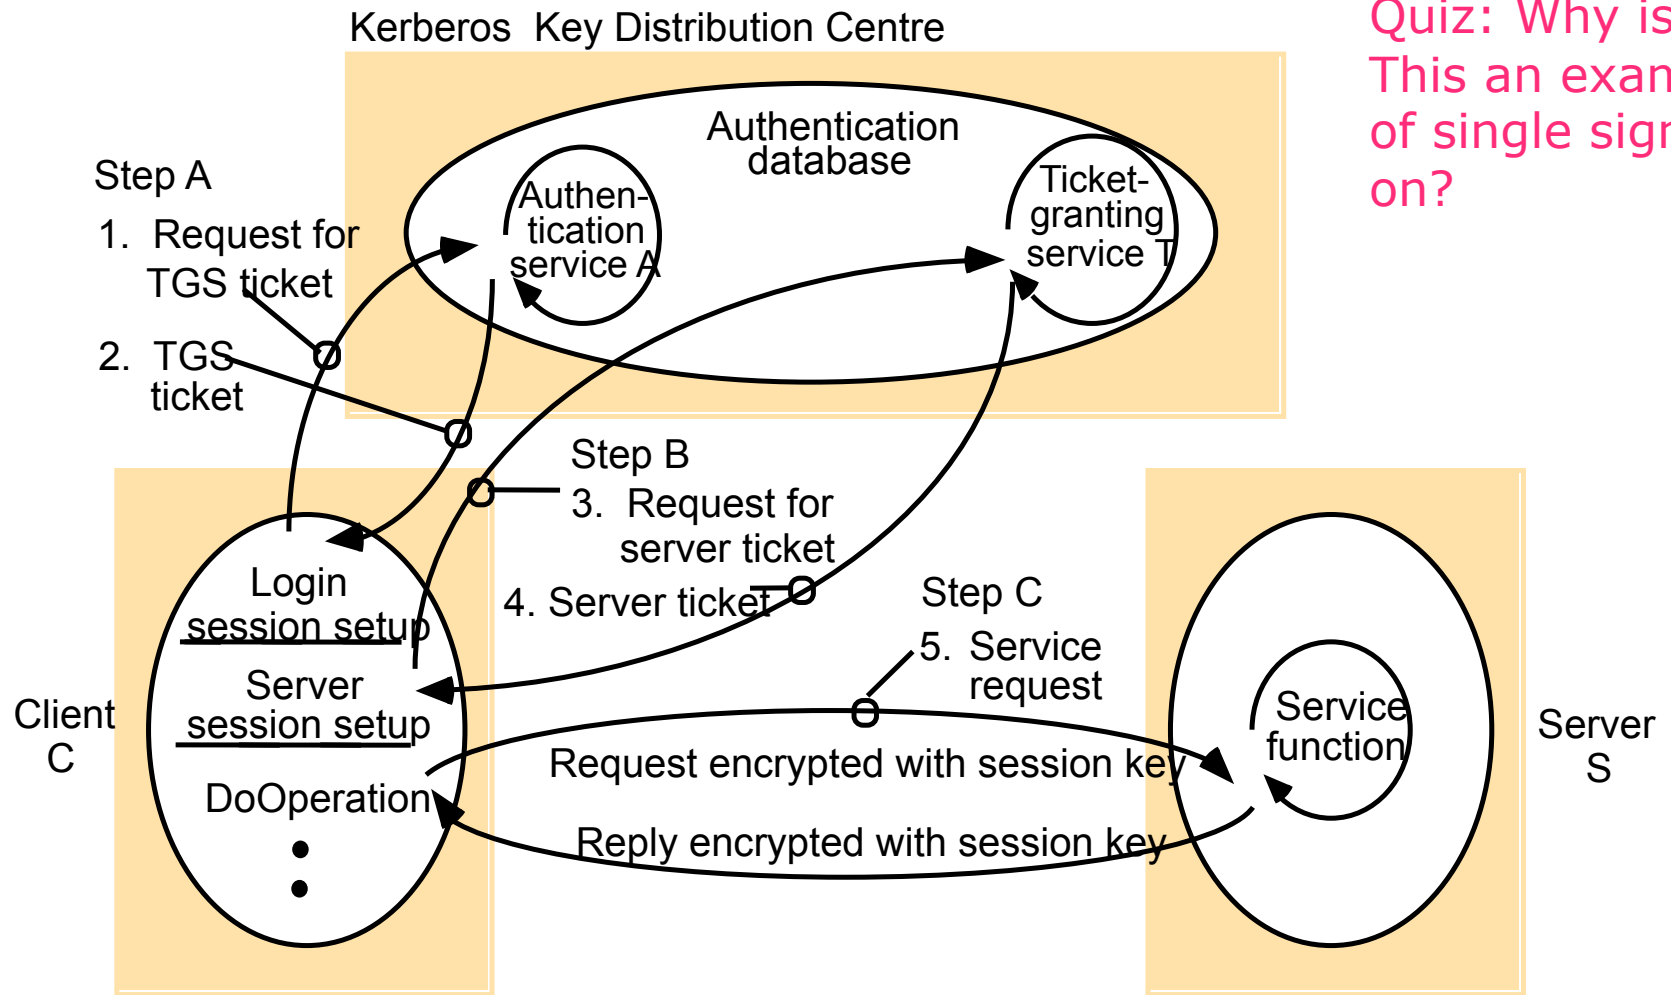 Kerberos Key Distribution Centre
Quiz: Why is
This an exam
of single sign
on?
Authentication
database
Authen-
tication
service A
Ticket-
granting
service T
Step A
1. Request for
TGS ticket
2. TGS
ticket
Step B
3. Request for
server ticket
4. Server ticket
Step C
5. Service
request
Login
session setup
Server
session setup
DoOperation
Client
C
Request encrypted with session key
Reply encrypted with session key
Service
function
Server
S